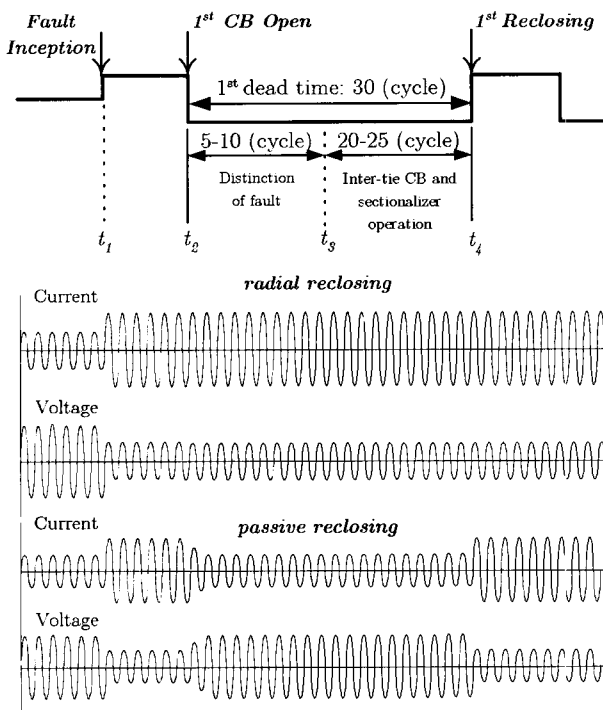 Fault
Inception
1st CB Open
1st Reclosing
1st dead time: 30 (cycle)
5-10 (cycle)
20-25 (cycle)
Distinction
of fault
Inter-tie CB and
sectionalizer
operation
t1
t2
t3
t4
radial reclosing
Current
Voltage
Current
passive reclosing
Voltage